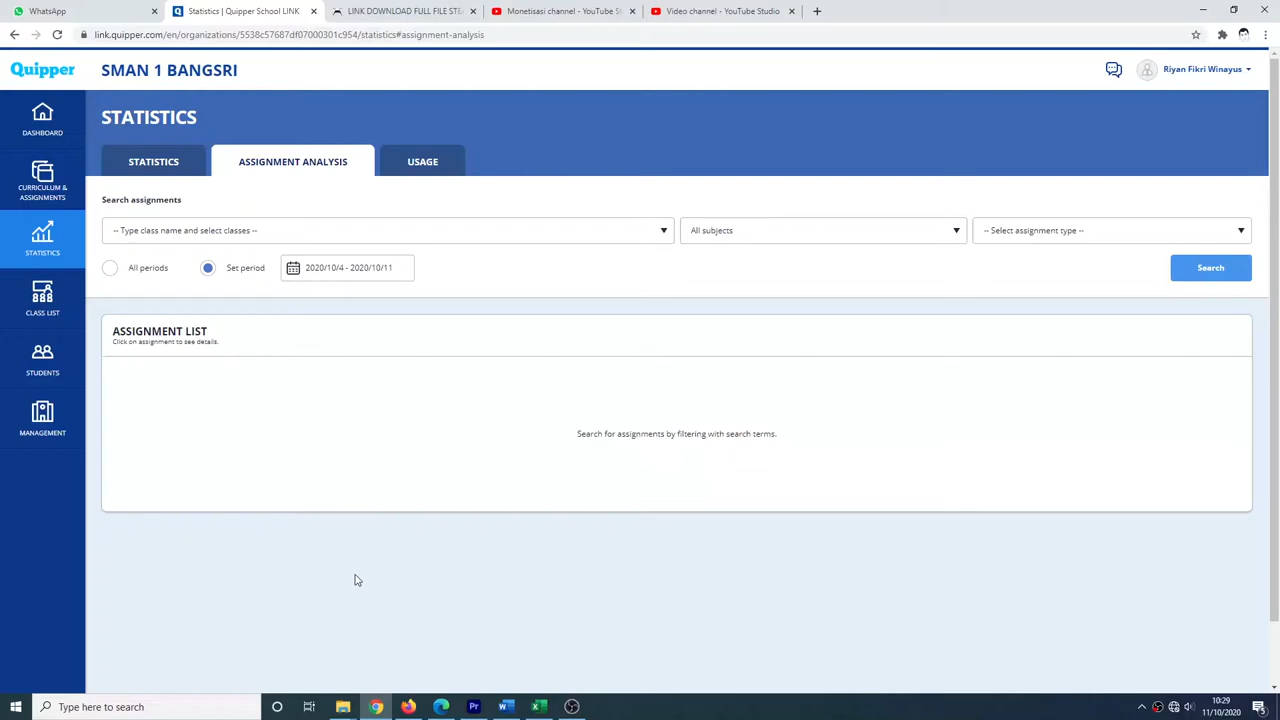 WhatsApp
Statistics | Quipper School LINK
LINK DOWNLOAD FULL FILE STE
Monetisasi channel - YouTube St
Video channel - YouTube Studio
link.quipper.com/en/organizations/5538c57687df07000301c954/statistics#assignment-analysis
Quipper
SMAN 1 BANGSRI
Riyan Fikri Winayus
DASHBOARD
CURRICULUM &
ASSIGNMENTS
STATISTICS
CLASS LIST
STUDENTS
MANAGEMENT
STATISTICS
STATISTICS
ASSIGNMENT ANALYSIS
USAGE
Search assignments
-- Type class name and select classes --
All subjects
-- Select assignment type --
All periods
Set period
2020/10/4 - 2020/10/11
Search
ASSIGNMENT LIST
Click on assignment to see details.
Search for assignments by filtering with search terms.
Type here to search
10:29
11/10/2020
5